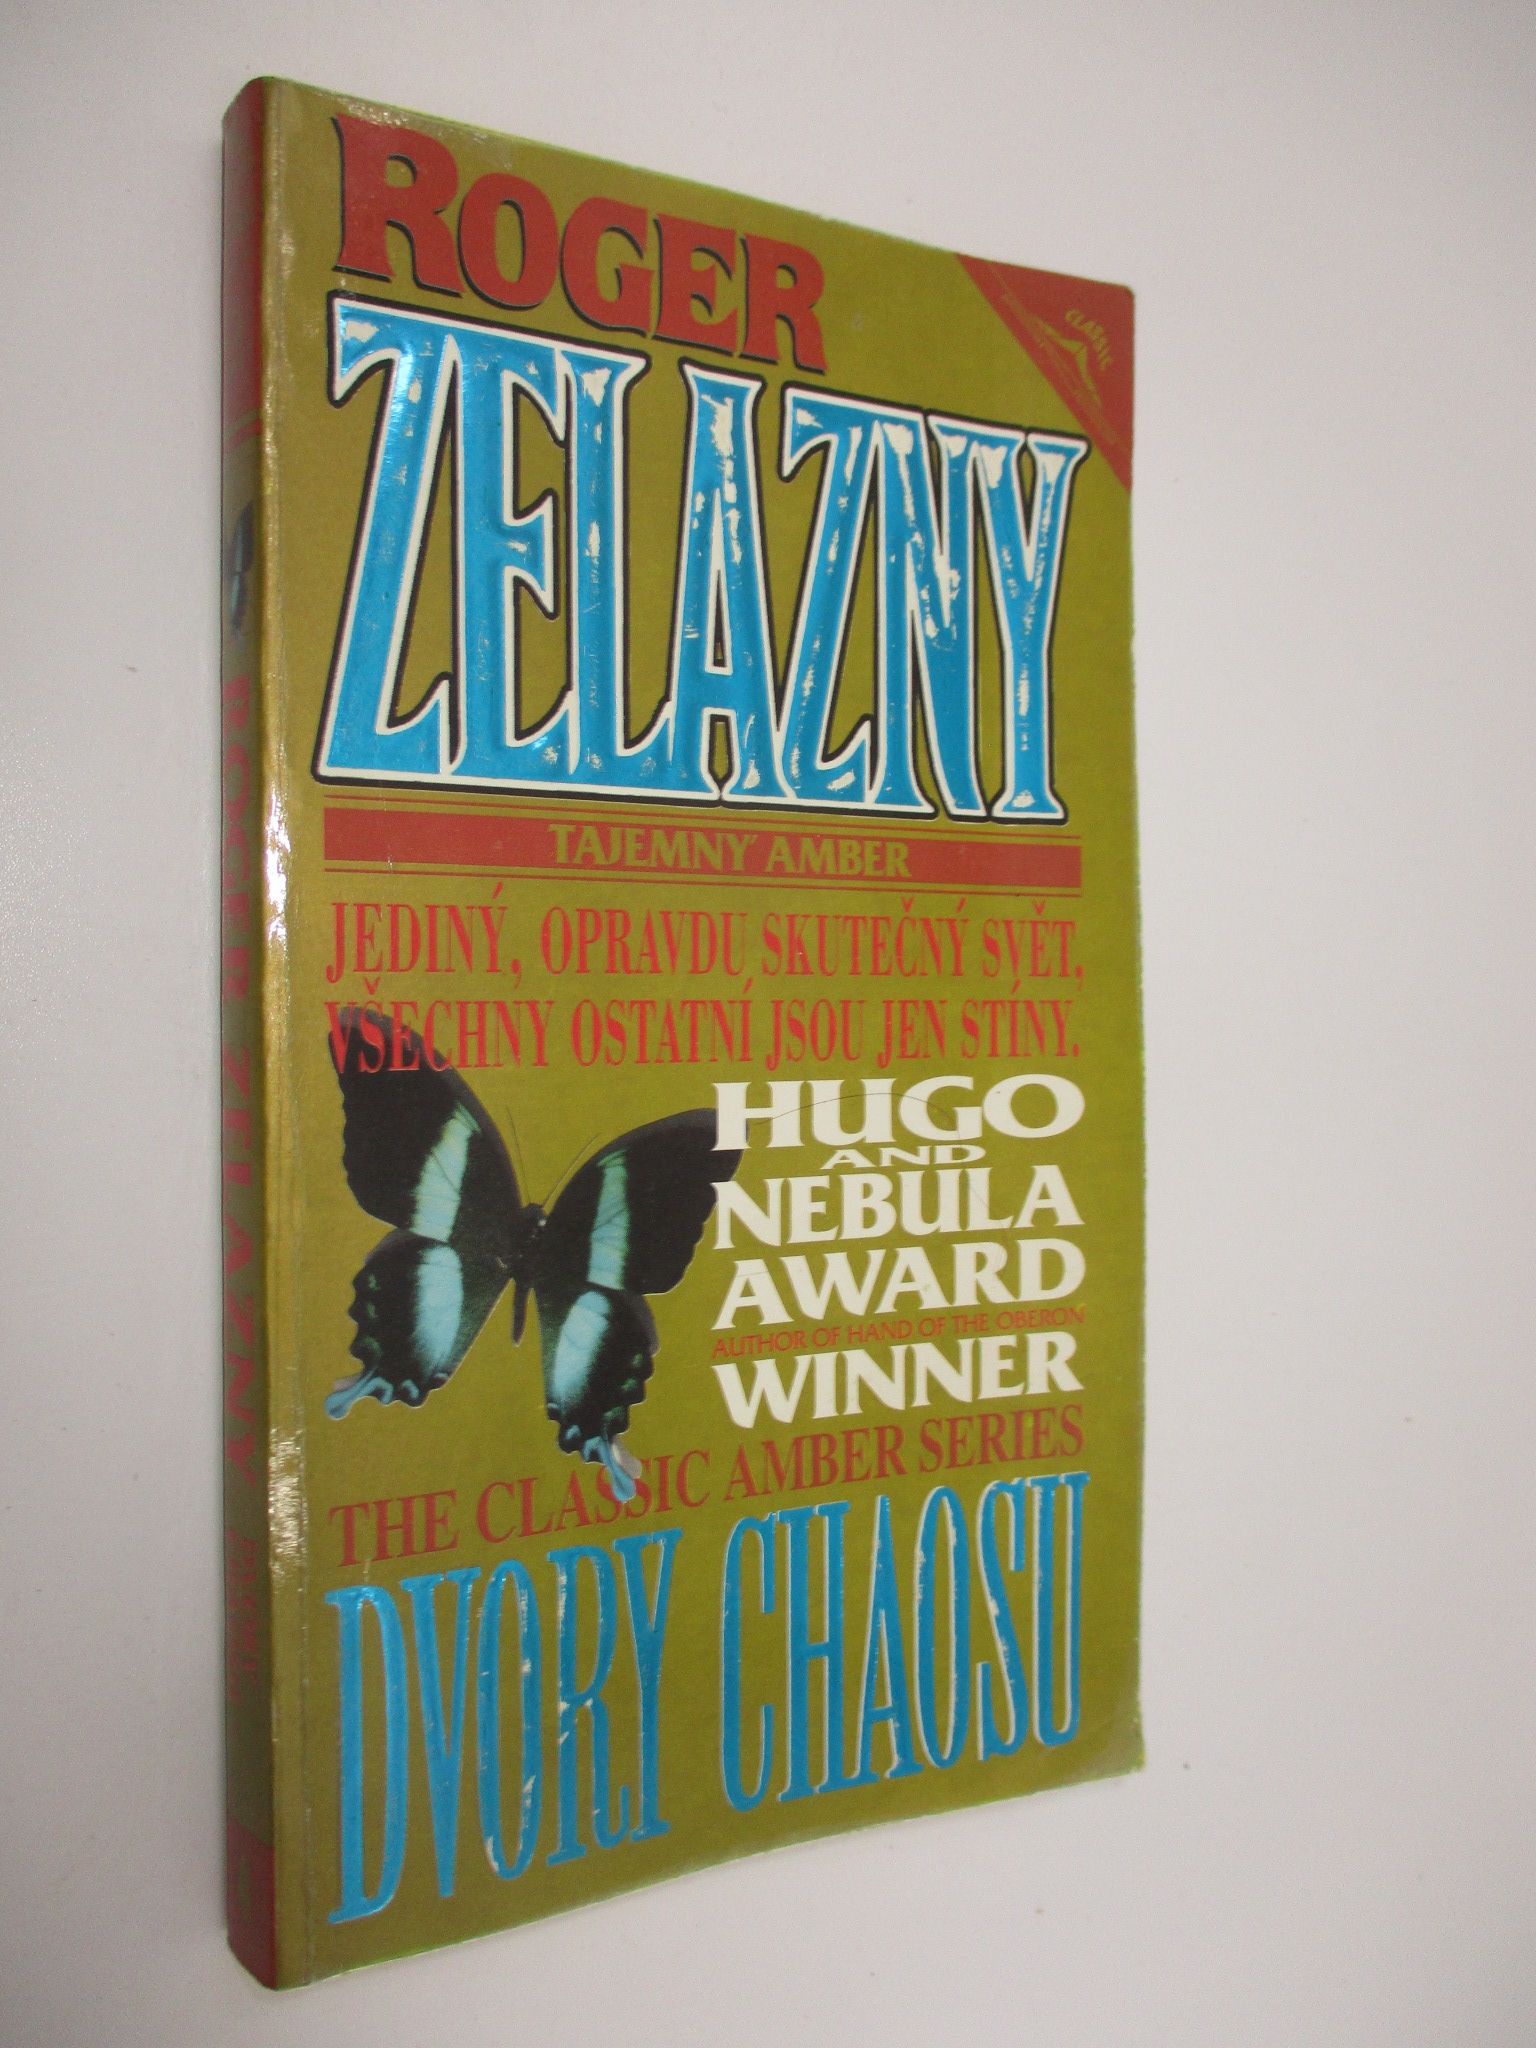 ROGER
ZELAZNY
CLASSIC
TAJEMNÝ AMBER
JEDINÝ, OPRAVDU SKUTEČNÝ SVĚT,
VŠECHNY OSTATNÍ JSOU JEN STÍNY.
HUGO
AND
NEBULA
AWARD
AUTHOR OF HAND OF THE OBERON
WINNER
THE CLASSIC AMBER SERIES
DVORY CHAOSU
ROGER ZELAZNY